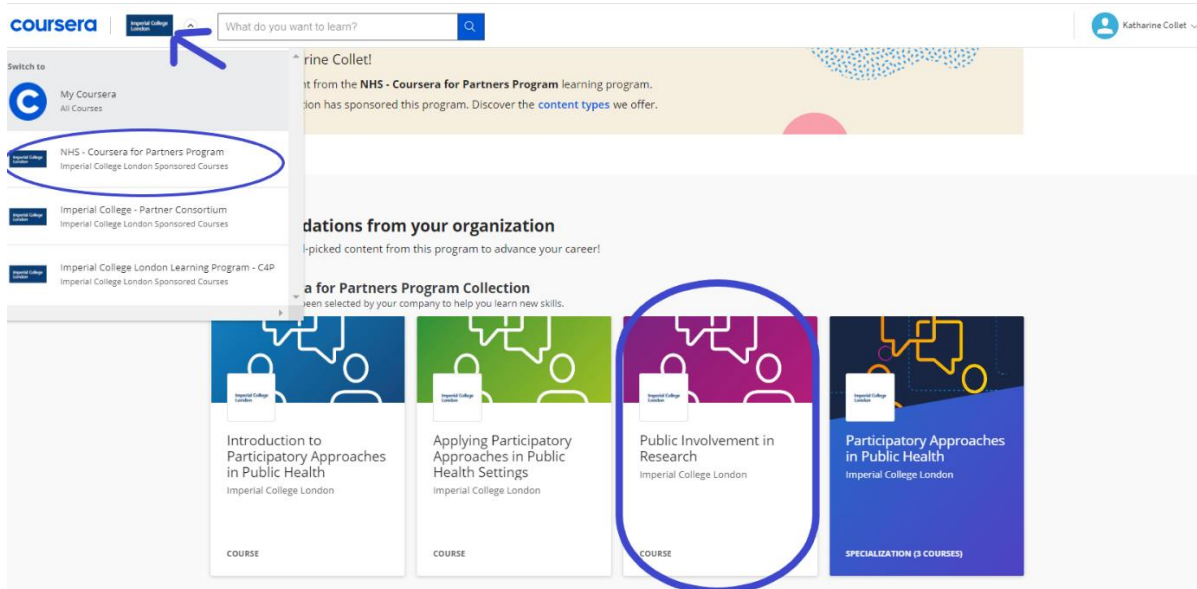 coursera
Imperial College
London
What do you want to learn?
Katharine Collet
Switch to
My Coursera
All Courses
Imperial College
London
NHS - Coursera for Partners Program
Imperial College London Sponsored Courses
Imperial College
London
Imperial College - Partner Consortium
Imperial College London Sponsored Courses
Imperial College
London
Imperial College London Learning Program - C4P
Imperial College London Sponsored Courses
rine Collet!
from the NHS - Coursera for Partners Program learning program.
tion has sponsored this program. Discover the content types we offer.
dations from your organization
-picked content from this program to advance your career!
a for Partners Program Collection
been selected by your company to help you learn new skills.
Imperial College
London
Introduction to
Participatory Approaches
in Public Health
Imperial College London
COURSE
Imperial College
London
Applying Participatory
Approaches in Public
Health Settings
Imperial College London
COURSE
Imperial College
London
Public Involvement in
Research
Imperial College London
COURSE
Imperial College
London
Participatory Approaches
in Public Health
Imperial College London
SPECIALIZATION (3 COURSES)